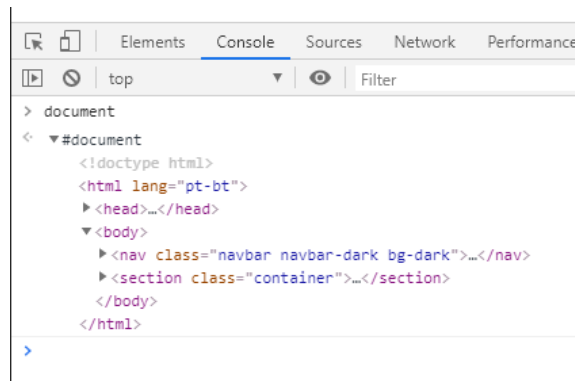 Elements Console Sources Network Performance
top ▼ Filter
> document
<· ▼#document
<!doctype html>
<html lang="pt-bt">
▶<head>…</head>
▼<body>
▶<nav class="navbar navbar-dark bg-dark">…</nav>
▶<section class="container">…</section>
</body>
</html>
>